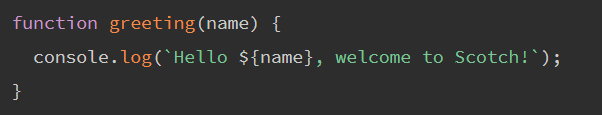 function greeting(name) {
  console.log(`Hello ${name}, welcome to Scotch!`);
}